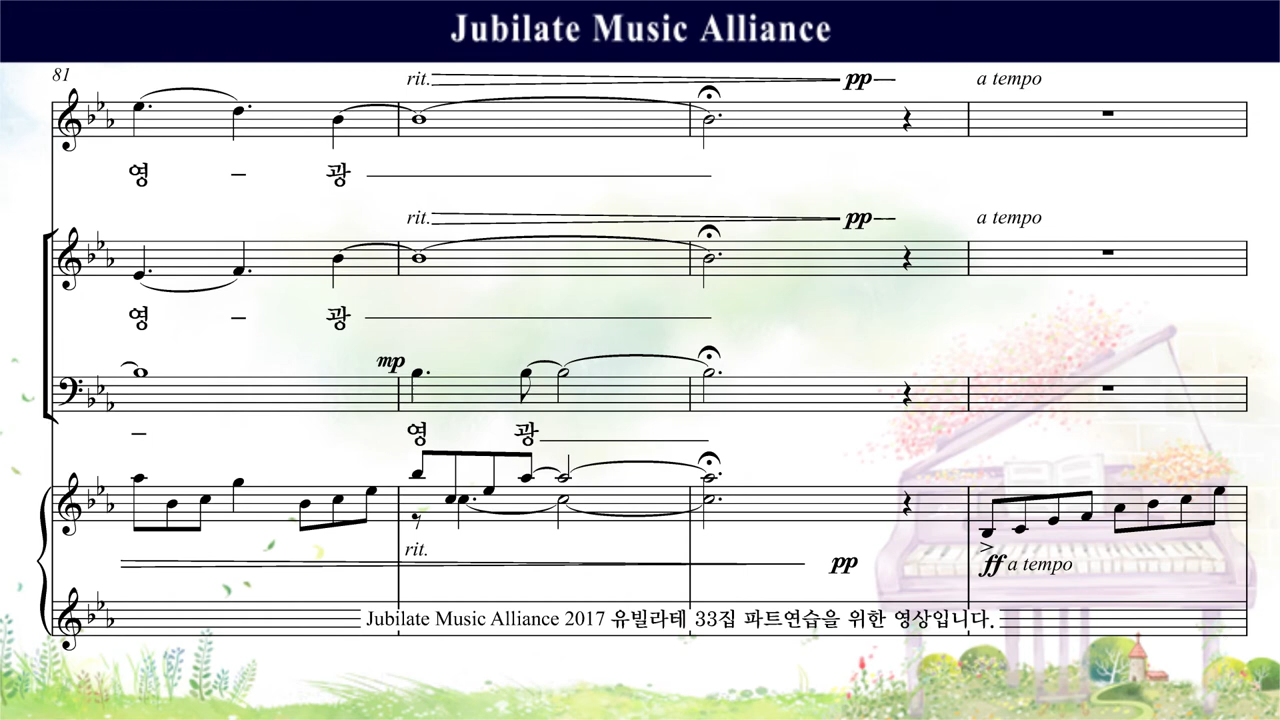 Jubilate Music Alliance
81
rit. pp a tempo
영 – 광
rit. pp a tempo
영 – 광
mp
– 영 광
rit. pp ff a tempo
Jubilate Music Alliance 2017 유빌라테 33집 파트연습을 위한 영상입니다.